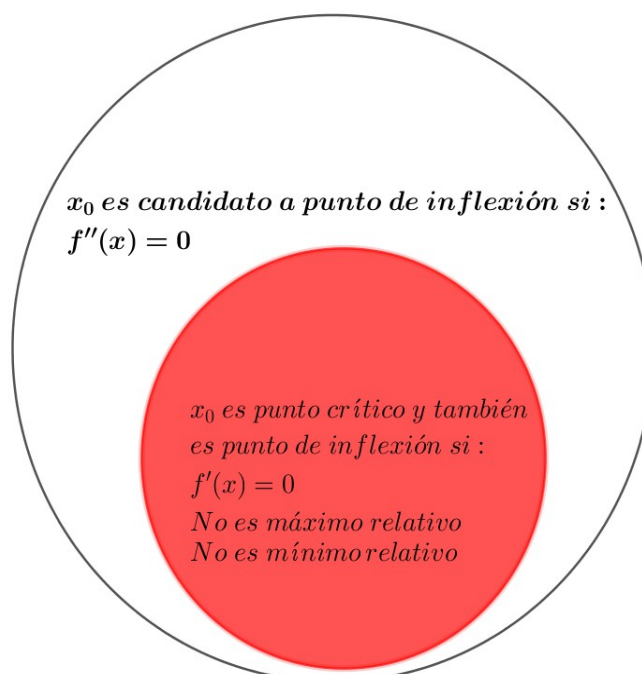 x₀ es candidato a punto de inflexión si :
f''(x) = 0
x₀ es punto crítico y también
es punto de inflexión si :
f'(x) = 0
No es máximo relativo
No es mínimo relativo